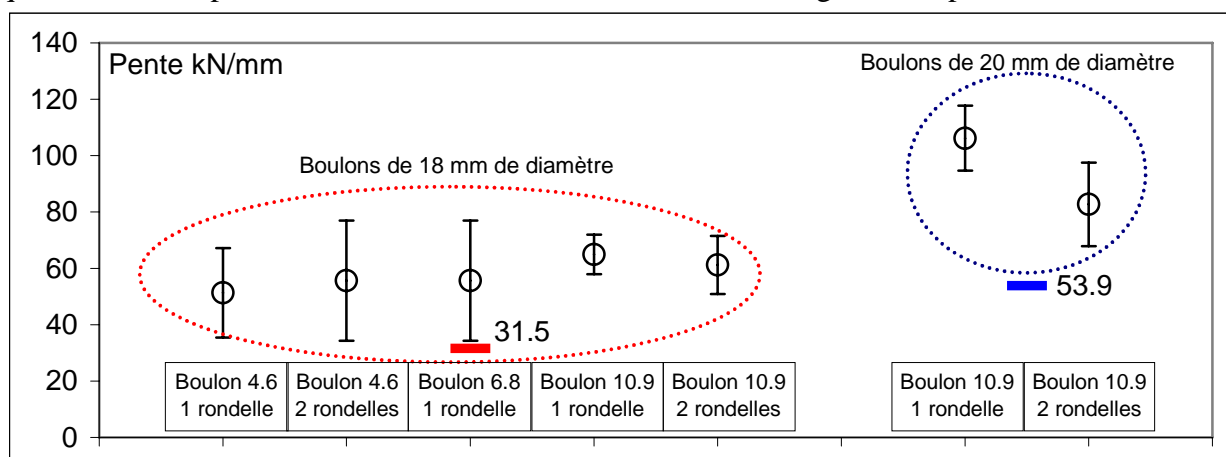 140
120
100
80
60
40
20
0
Pente kN/mm
Boulons de 20 mm de diamètre
Boulons de 18 mm de diamètre
53.9
31.5
Boulon 4.6
1 rondelle
Boulon 4.6
2 rondelles
Boulon 6.8
1 rondelle
Boulon 10.9
1 rondelle
Boulon 10.9
2 rondelles
Boulon 10.9
1 rondelle
Boulon 10.9
2 rondelles